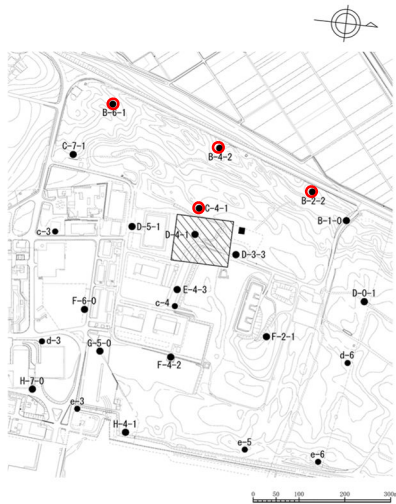 B-6-1
B-4-2
C-7-1
B-2-2
C-4-1
B-1-0
D-5-1
c-3
D-4-1
D-3-3
E-4-3
D-0-1
c-4
F-6-0
F-2-1
d-3
G-5-0
F-4-2
d-6
H-7-0
e-3
H-4-1
e-5
e-6
0 50 100 200 300m